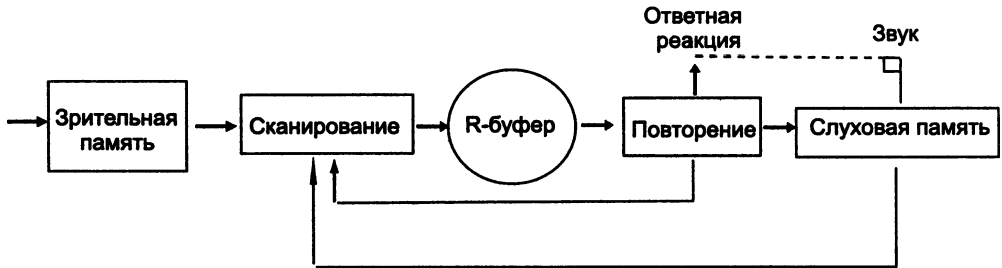 Ответная
реакция
Звук
Зрительная
память
Сканирование
R-буфер
Повторение
Слуховая память